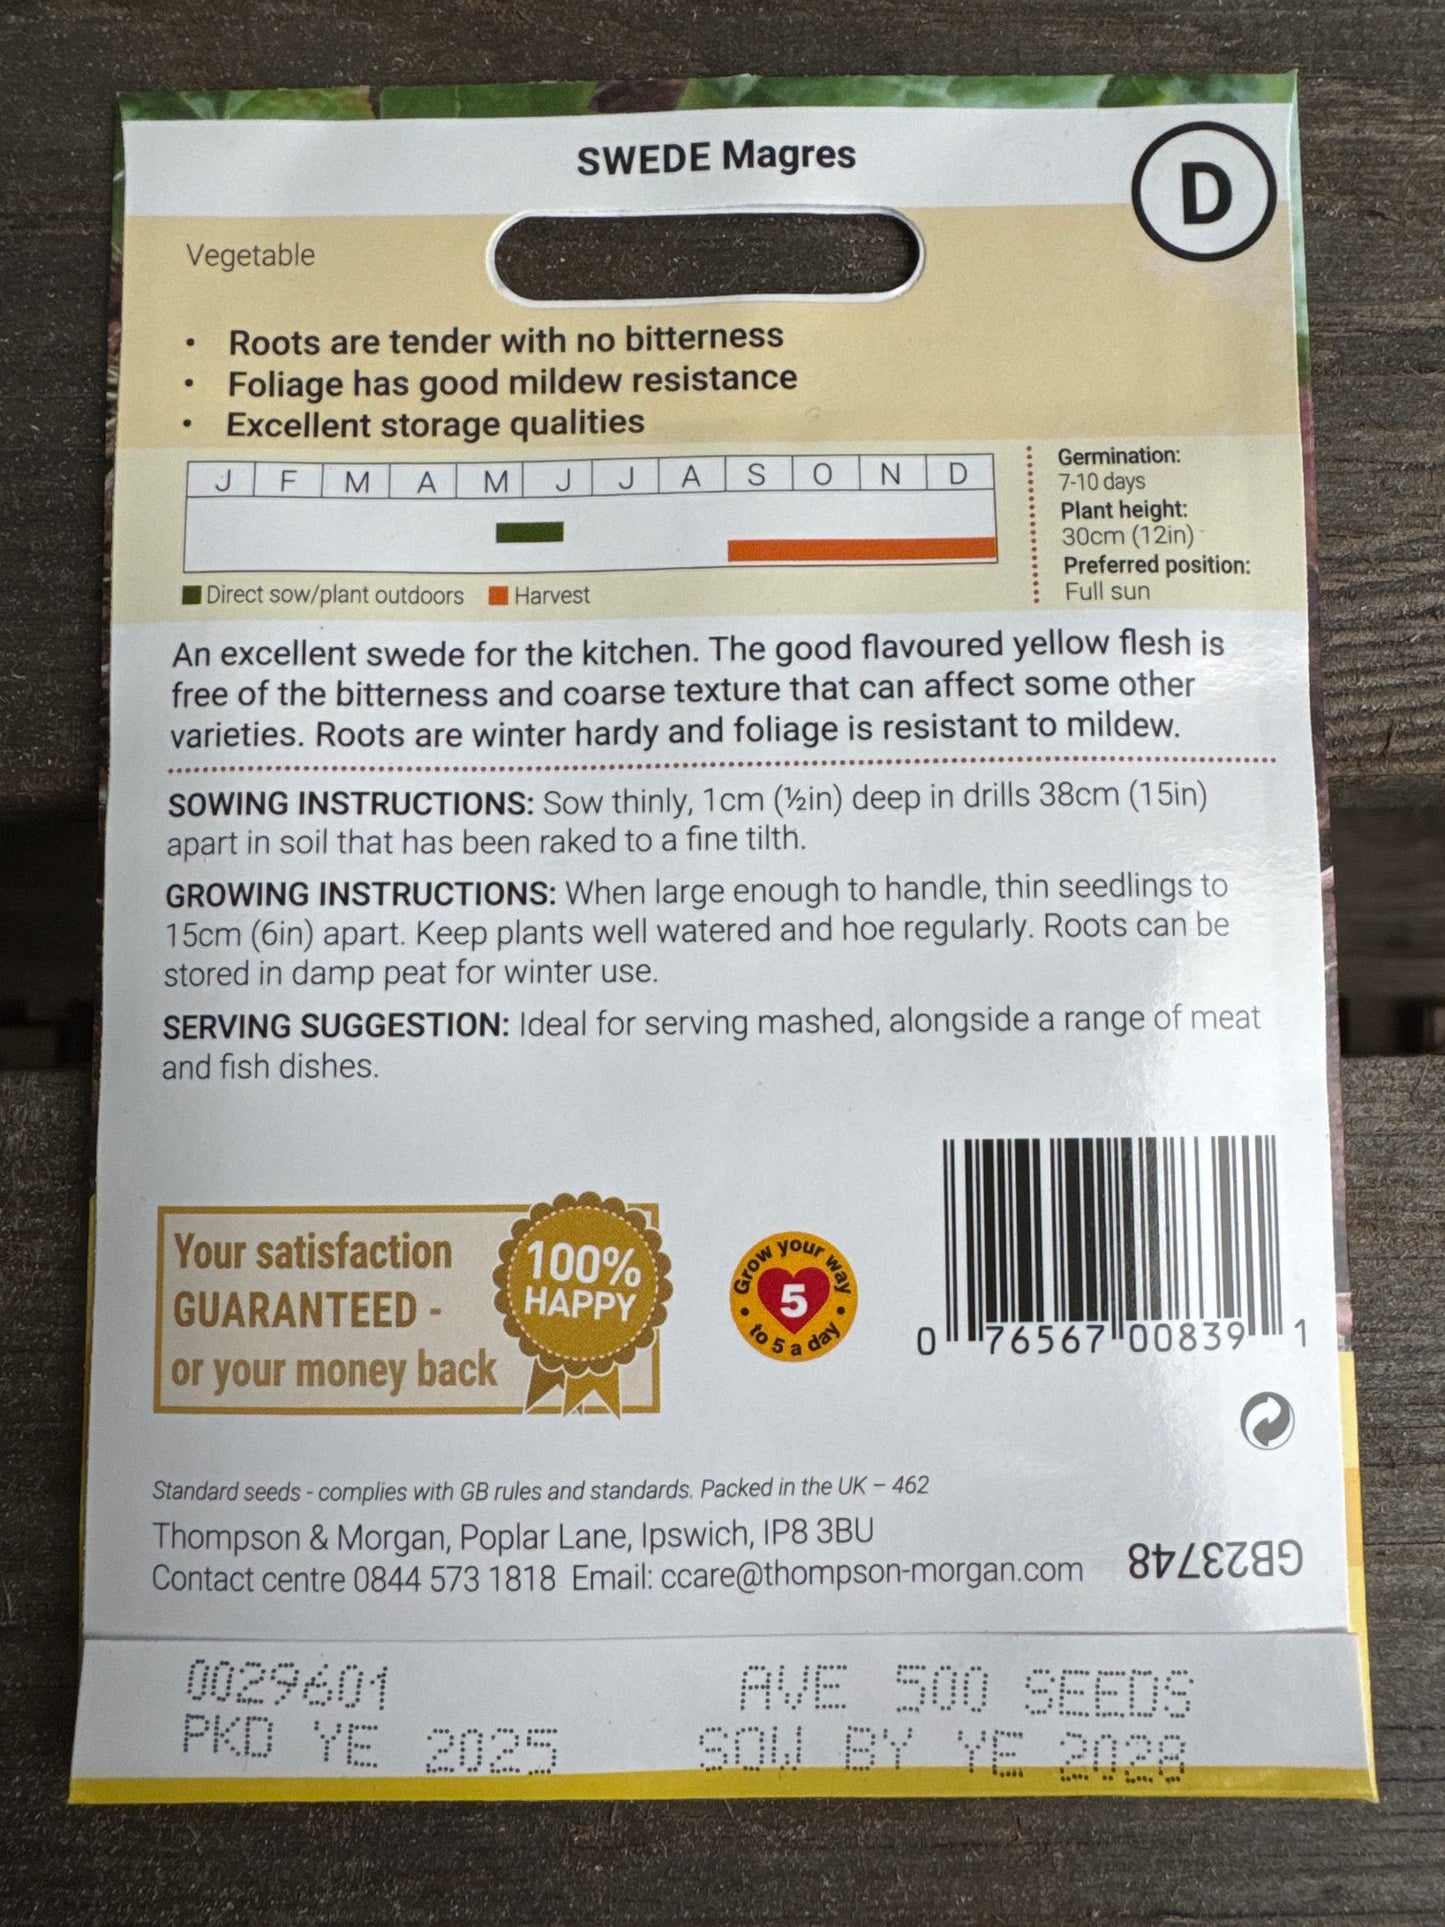 SWEDE Magres
D
Vegetable
• Roots are tender with no bitterness
• Foliage has good mildew resistance
• Excellent storage qualities
J F M A M J J A S O N D
Direct sow/plant outdoors Harvest
Germination:
7-10 days
Plant height:
30cm (12in)
Preferred position:
Full sun
An excellent swede for the kitchen. The good flavoured yellow flesh is
free of the bitterness and coarse texture that can affect some other
varieties. Roots are winter hardy and foliage is resistant to mildew.
SOWING INSTRUCTIONS: Sow thinly, 1cm (½in) deep in drills 38cm (15in)
apart in soil that has been raked to a fine tilth.
GROWING INSTRUCTIONS: When large enough to handle, thin seedlings to
15cm (6in) apart. Keep plants well watered and hoe regularly. Roots can be
stored in damp peat for winter use.
SERVING SUGGESTION: Ideal for serving mashed, alongside a range of meat
and fish dishes.
Your satisfaction
GUARANTEED -
or your money back
100%
HAPPY
Grow your way
5
to 5 a day
0 76567 00839 1
Standard seeds - complies with GB rules and standards. Packed in the UK – 462
Thompson & Morgan, Poplar Lane, Ipswich, IP8 3BU
Contact centre 0844 573 1818 Email: ccare@thompson-morgan.com
GB23748
0029601
PKD YE 2025
AVE 500 SEEDS
SOW BY YE 2028